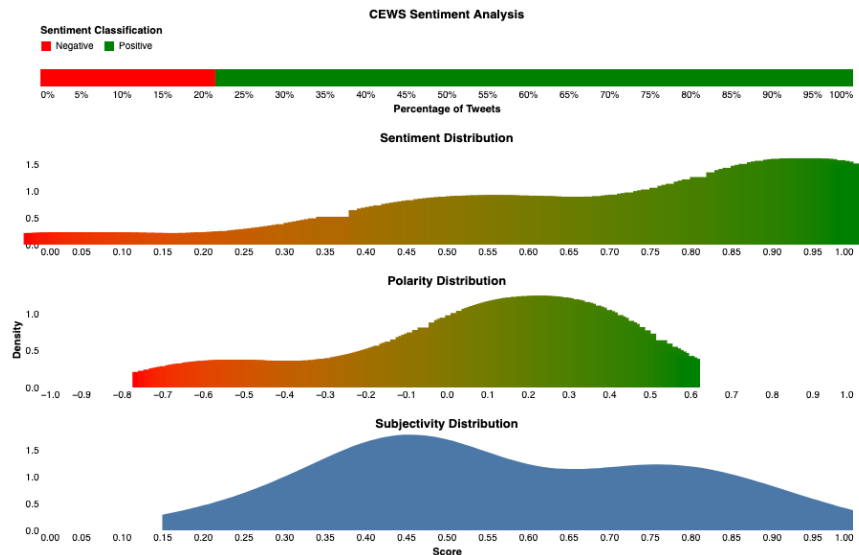 CEWS Sentiment Analysis
Sentiment Classification
Negative Positive
0% 5% 10% 15% 20% 25% 30% 35% 40% 45% 50% 55% 60% 65% 70% 75% 80% 85% 90% 95% 100%
Percentage of Tweets
Sentiment Distribution
1.5
1.0
0.5
0.0
0.00 0.05 0.10 0.15 0.20 0.25 0.30 0.35 0.40 0.45 0.50 0.55 0.60 0.65 0.70 0.75 0.80 0.85 0.90 0.95 1.00
Polarity Distribution
Density
1.0
0.5
0.0
−1.0 −0.9 −0.8 −0.7 −0.6 −0.5 −0.4 −0.3 −0.2 −0.1 0.0 0.1 0.2 0.3 0.4 0.5 0.6 0.7 0.8 0.9 1.0
Subjectivity Distribution
1.5
1.0
0.5
0.0
0.00 0.05 0.10 0.15 0.20 0.25 0.30 0.35 0.40 0.45 0.50 0.55 0.60 0.65 0.70 0.75 0.80 0.85 0.90 0.95 1.00
Score